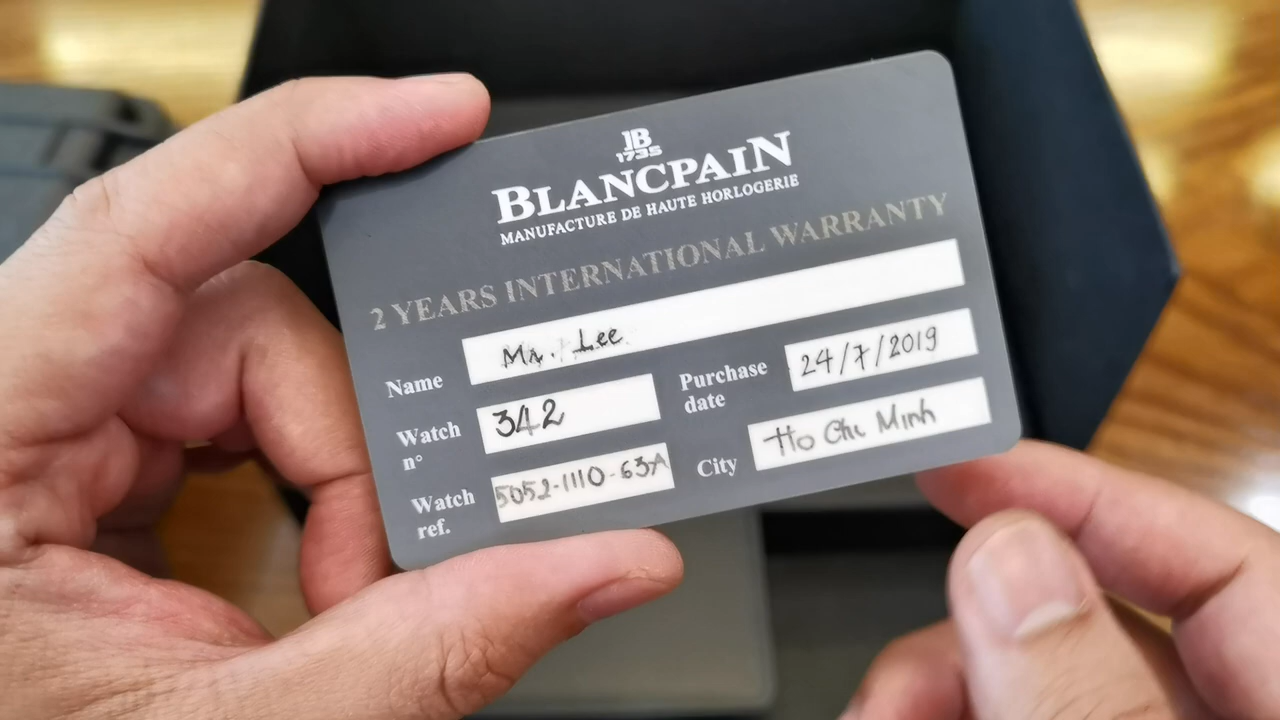 JB
1735
BLANCPAIN
MANUFACTURE DE HAUTE HORLOGERIE
2 YEARS INTERNATIONAL WARRANTY
Name Mr. Lee
Watch n° 342
Purchase date 24/7/2019
Watch ref. 5052-1110-63A
City Ho Chi Minh